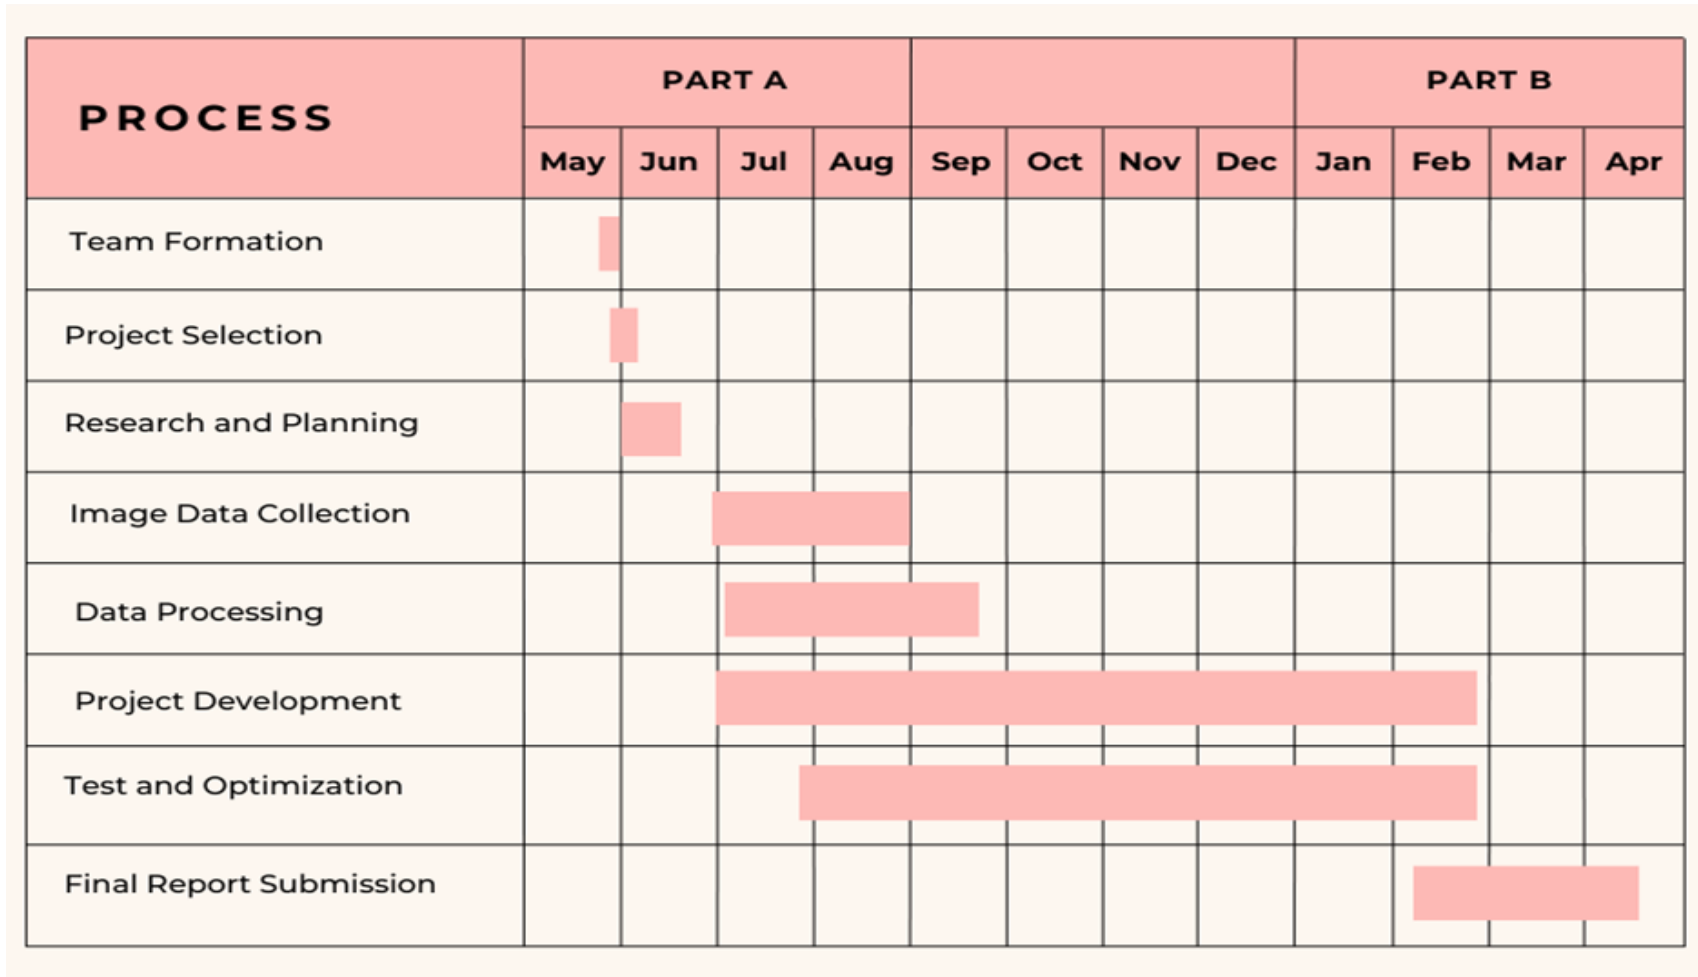 PROCESS
PART A
PART B
May Jun Jul Aug Sep Oct Nov Dec Jan Feb Mar Apr
Team Formation
Project Selection
Research and Planning
Image Data Collection
Data Processing
Project Development
Test and Optimization
Final Report Submission